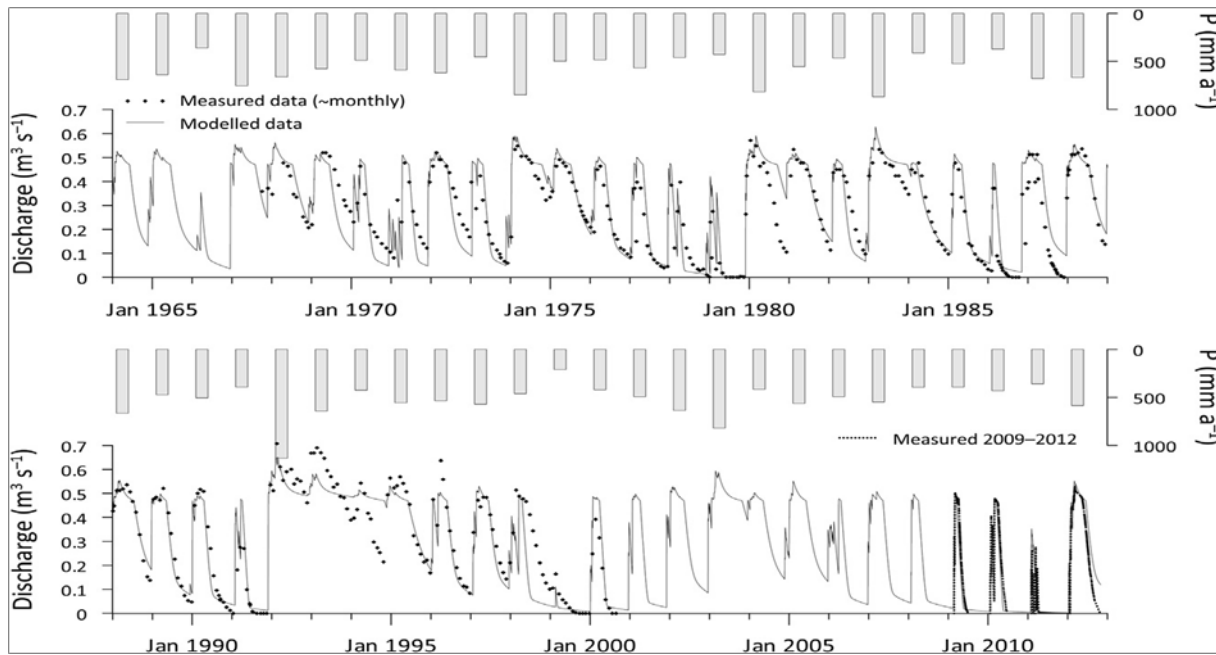 0
500
1000
P (mm a⁻¹)
Measured data (~monthly)
Modelled data
0.7
0.6
0.5
0.4
0.3
0.2
0.1
0
Discharge (m³ s⁻¹)
Jan 1965 Jan 1970 Jan 1975 Jan 1980 Jan 1985
0
500
1000
P (mm a⁻¹)
Measured 2009–2012
0.7
0.6
0.5
0.4
0.3
0.2
0.1
0
Discharge (m³ s⁻¹)
Jan 1990 Jan 1995 Jan 2000 Jan 2005 Jan 2010